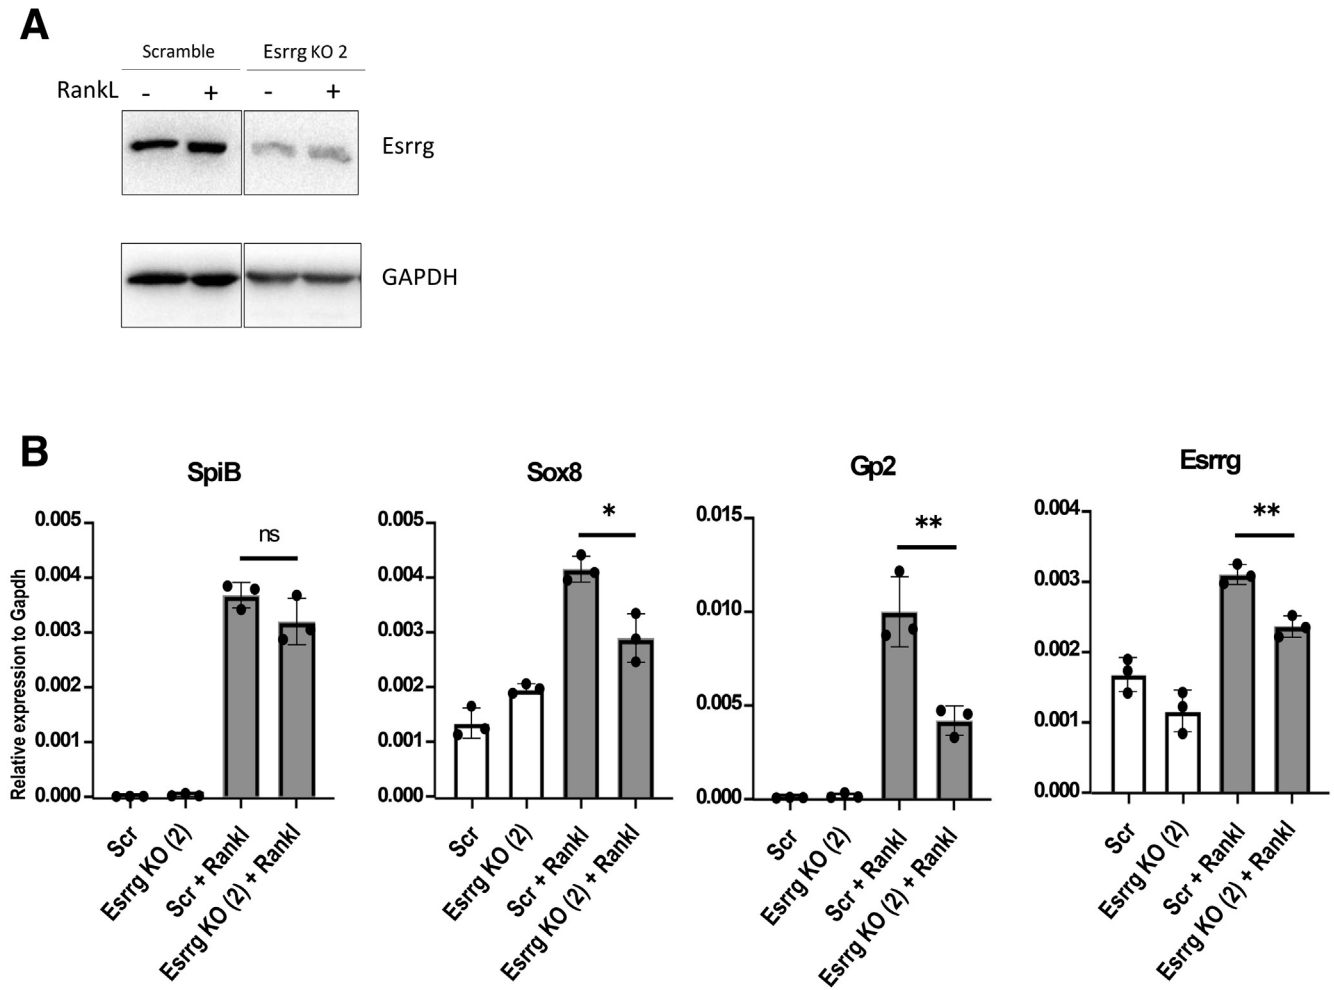 A
Scramble Esrrg KO 2
RankL - + - +
Esrrg
GAPDH
B
SpiB
Relative expression to Gapdh
0.005
0.004
0.003
0.002
0.001
0.000
ns
Scr
Esrrg KO (2)
Scr + Rankl
Esrrg KO (2) + Rankl
Sox8
0.005
0.004
0.003
0.002
0.001
0.000
*
Scr
Esrrg KO (2)
Scr + Rankl
Esrrg KO (2) + Rankl
Gp2
0.015
0.010
0.005
0.000
**
Scr
Esrrg KO (2)
Scr + Rankl
Esrrg KO (2) + Rankl
Esrrg
0.004
0.003
0.002
0.001
0.000
**
Scr
Esrrg KO (2)
Scr + Rankl
Esrrg KO (2) + Rankl